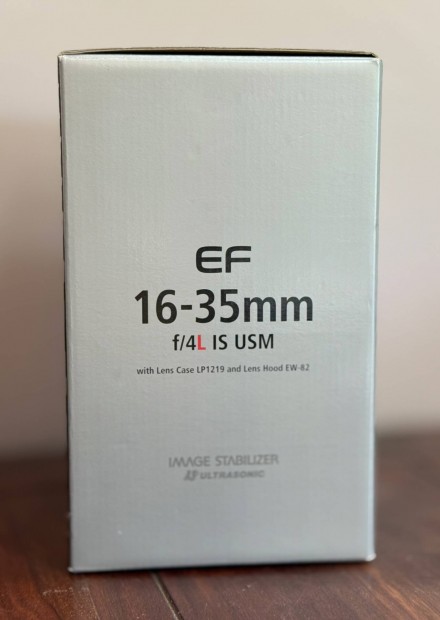 EF
16-35mm
f/4L IS USM
with Lens Case LP1219 and Lens Hood EW-82
IMAGE STABILIZER
ULTRASONIC